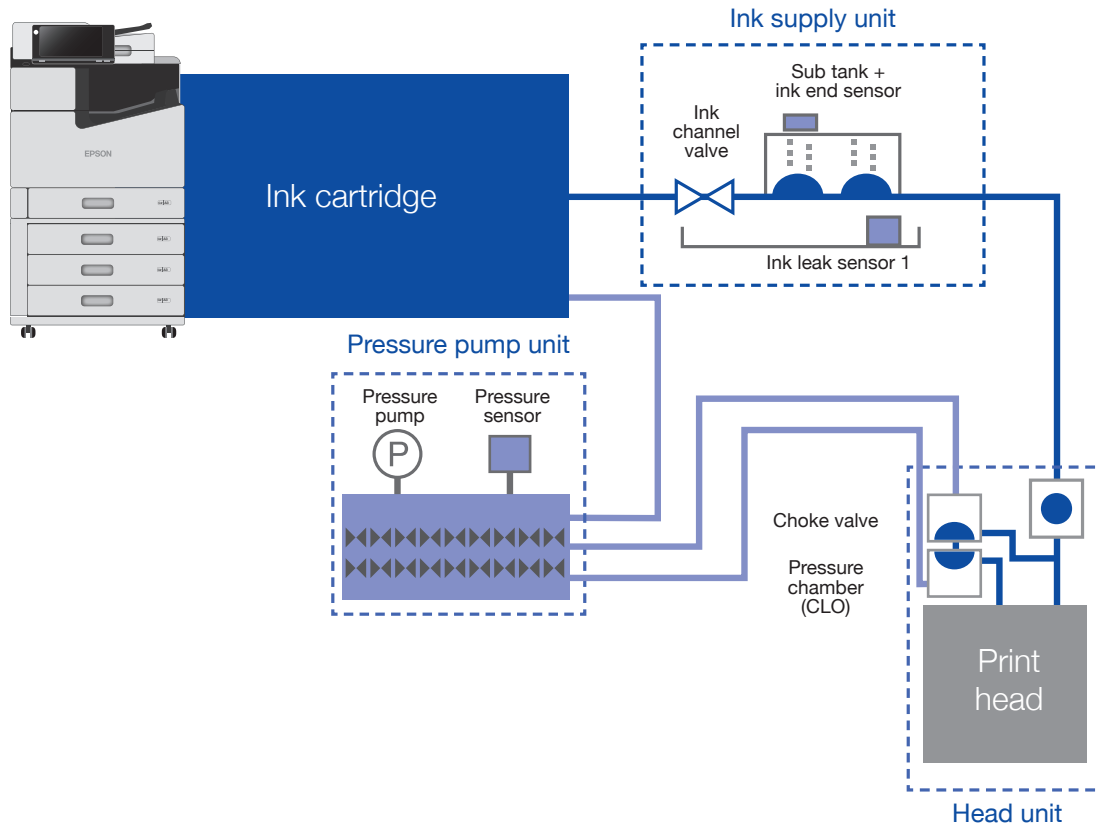 Ink supply unit
Sub tank +
ink end sensor
Ink
channel
valve
EPSON
Ink cartridge
Ink leak sensor 1
Pressure pump unit
Pressure
pump
Pressure
sensor
P
Choke valve
Pressure
chamber
(CLO)
Print
head
Head unit